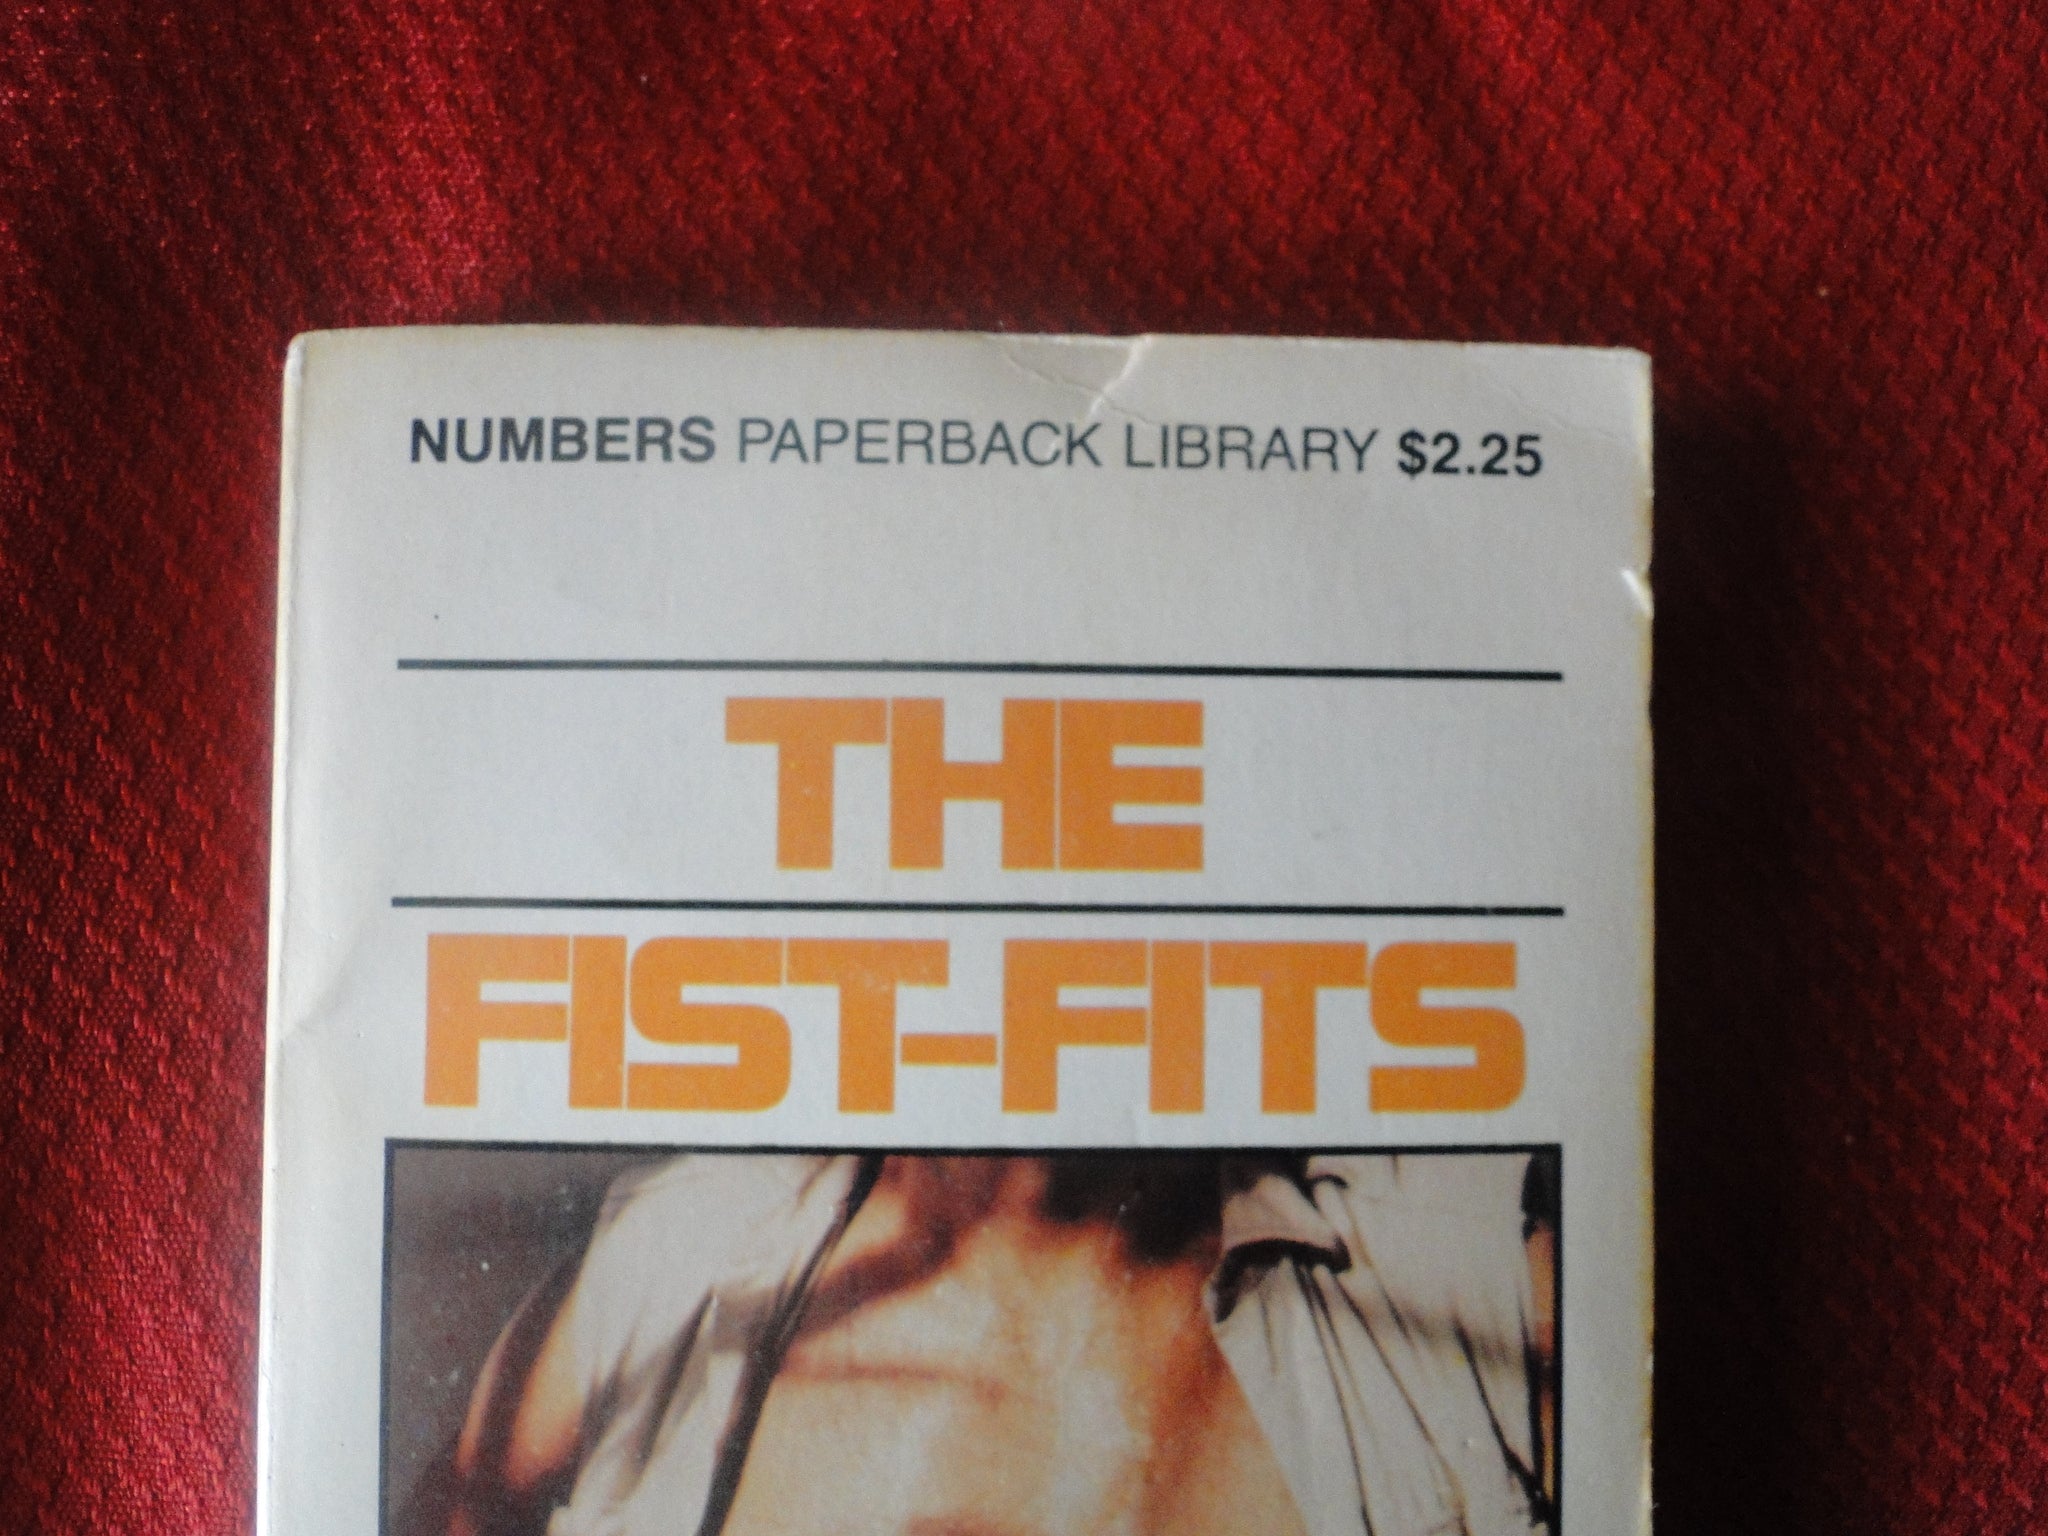 NUMBERS PAPERBACK LIBRARY $2.25
THE
FIST-FITS